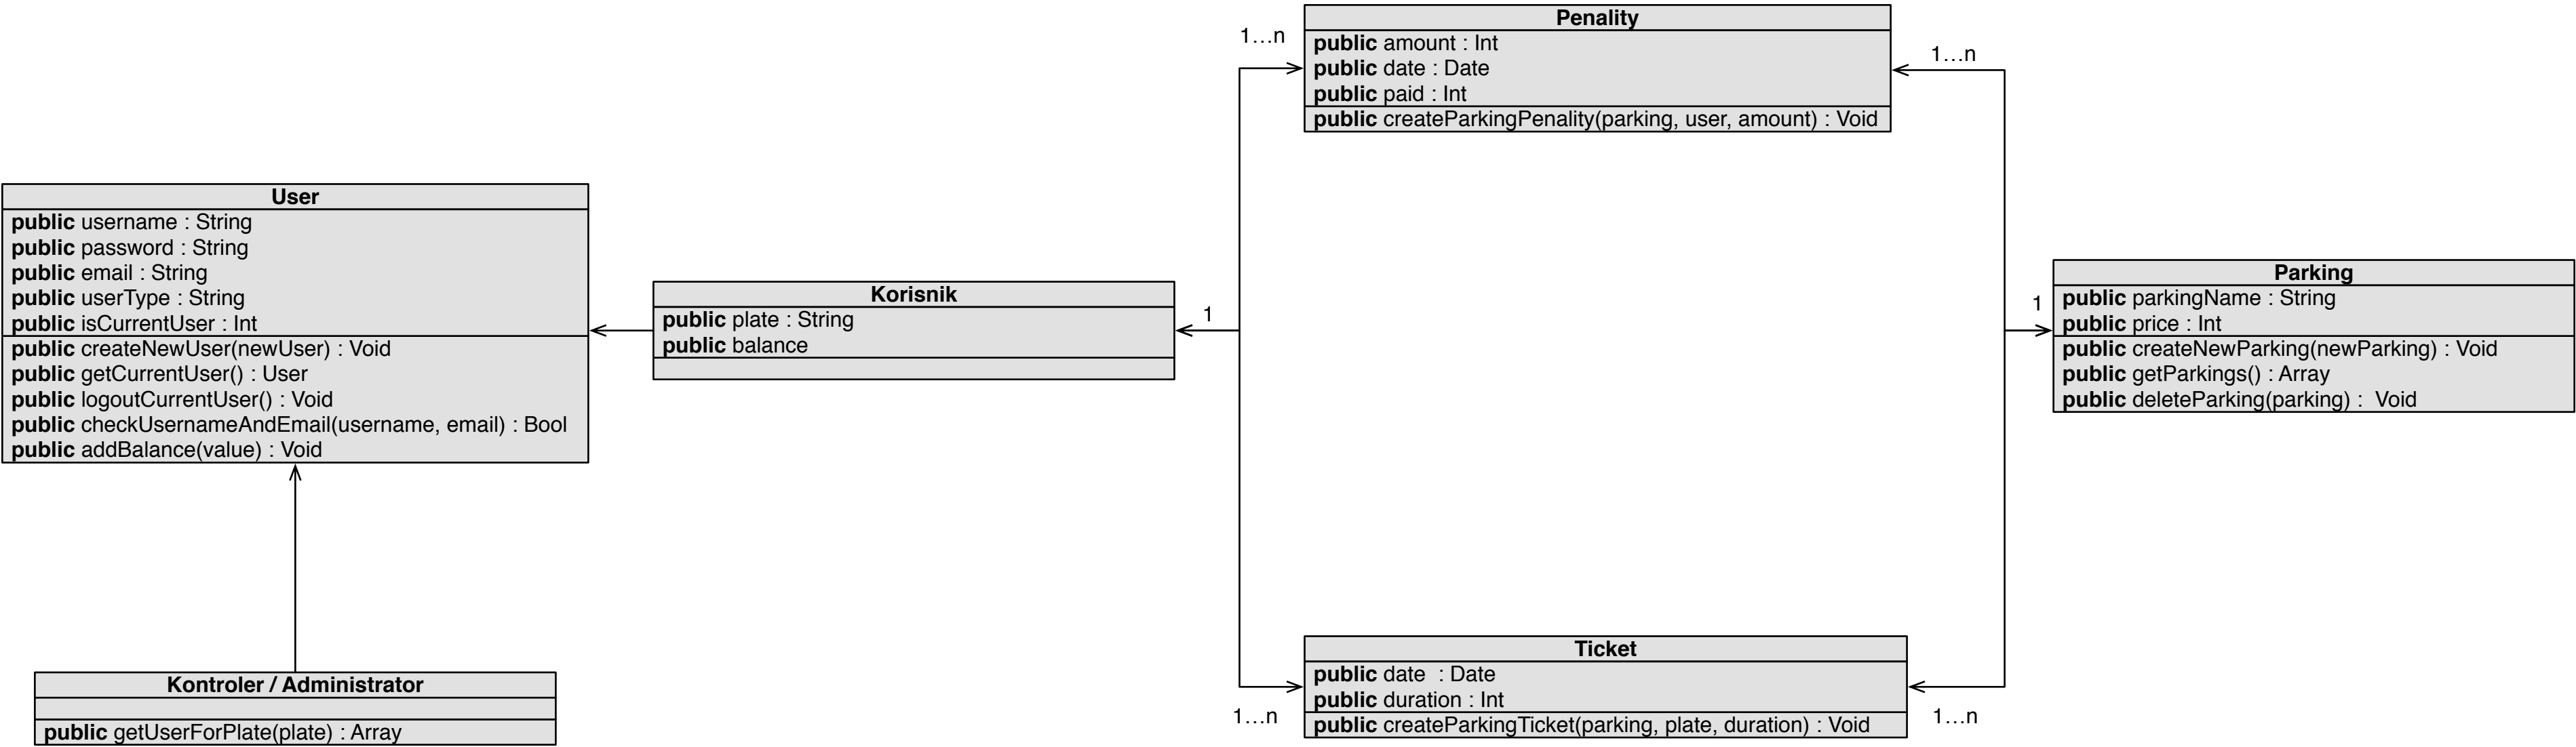 Penality
public amount : Int
public date : Date
public paid : Int
public createParkingPenality(parking, user, amount) : Void
1...n
1...n
User
public username : String
public password : String
public email : String
public userType : String
public isCurrentUser : Int
public createNewUser(newUser) : Void
public getCurrentUser() : User
public logoutCurrentUser() : Void
public checkUsernameAndEmail(username, email) : Bool
public addBalance(value) : Void
Korisnik
public plate : String
public balance
1
1
Parking
public parkingName : String
public price : Int
public createNewParking(newParking) : Void
public getParkings() : Array
public deleteParking(parking) :  Void
Kontroler / Administrator
public getUserForPlate(plate) : Array
Ticket
public date  : Date
public duration : Int
public createParkingTicket(parking, plate, duration) : Void
1...n
1...n